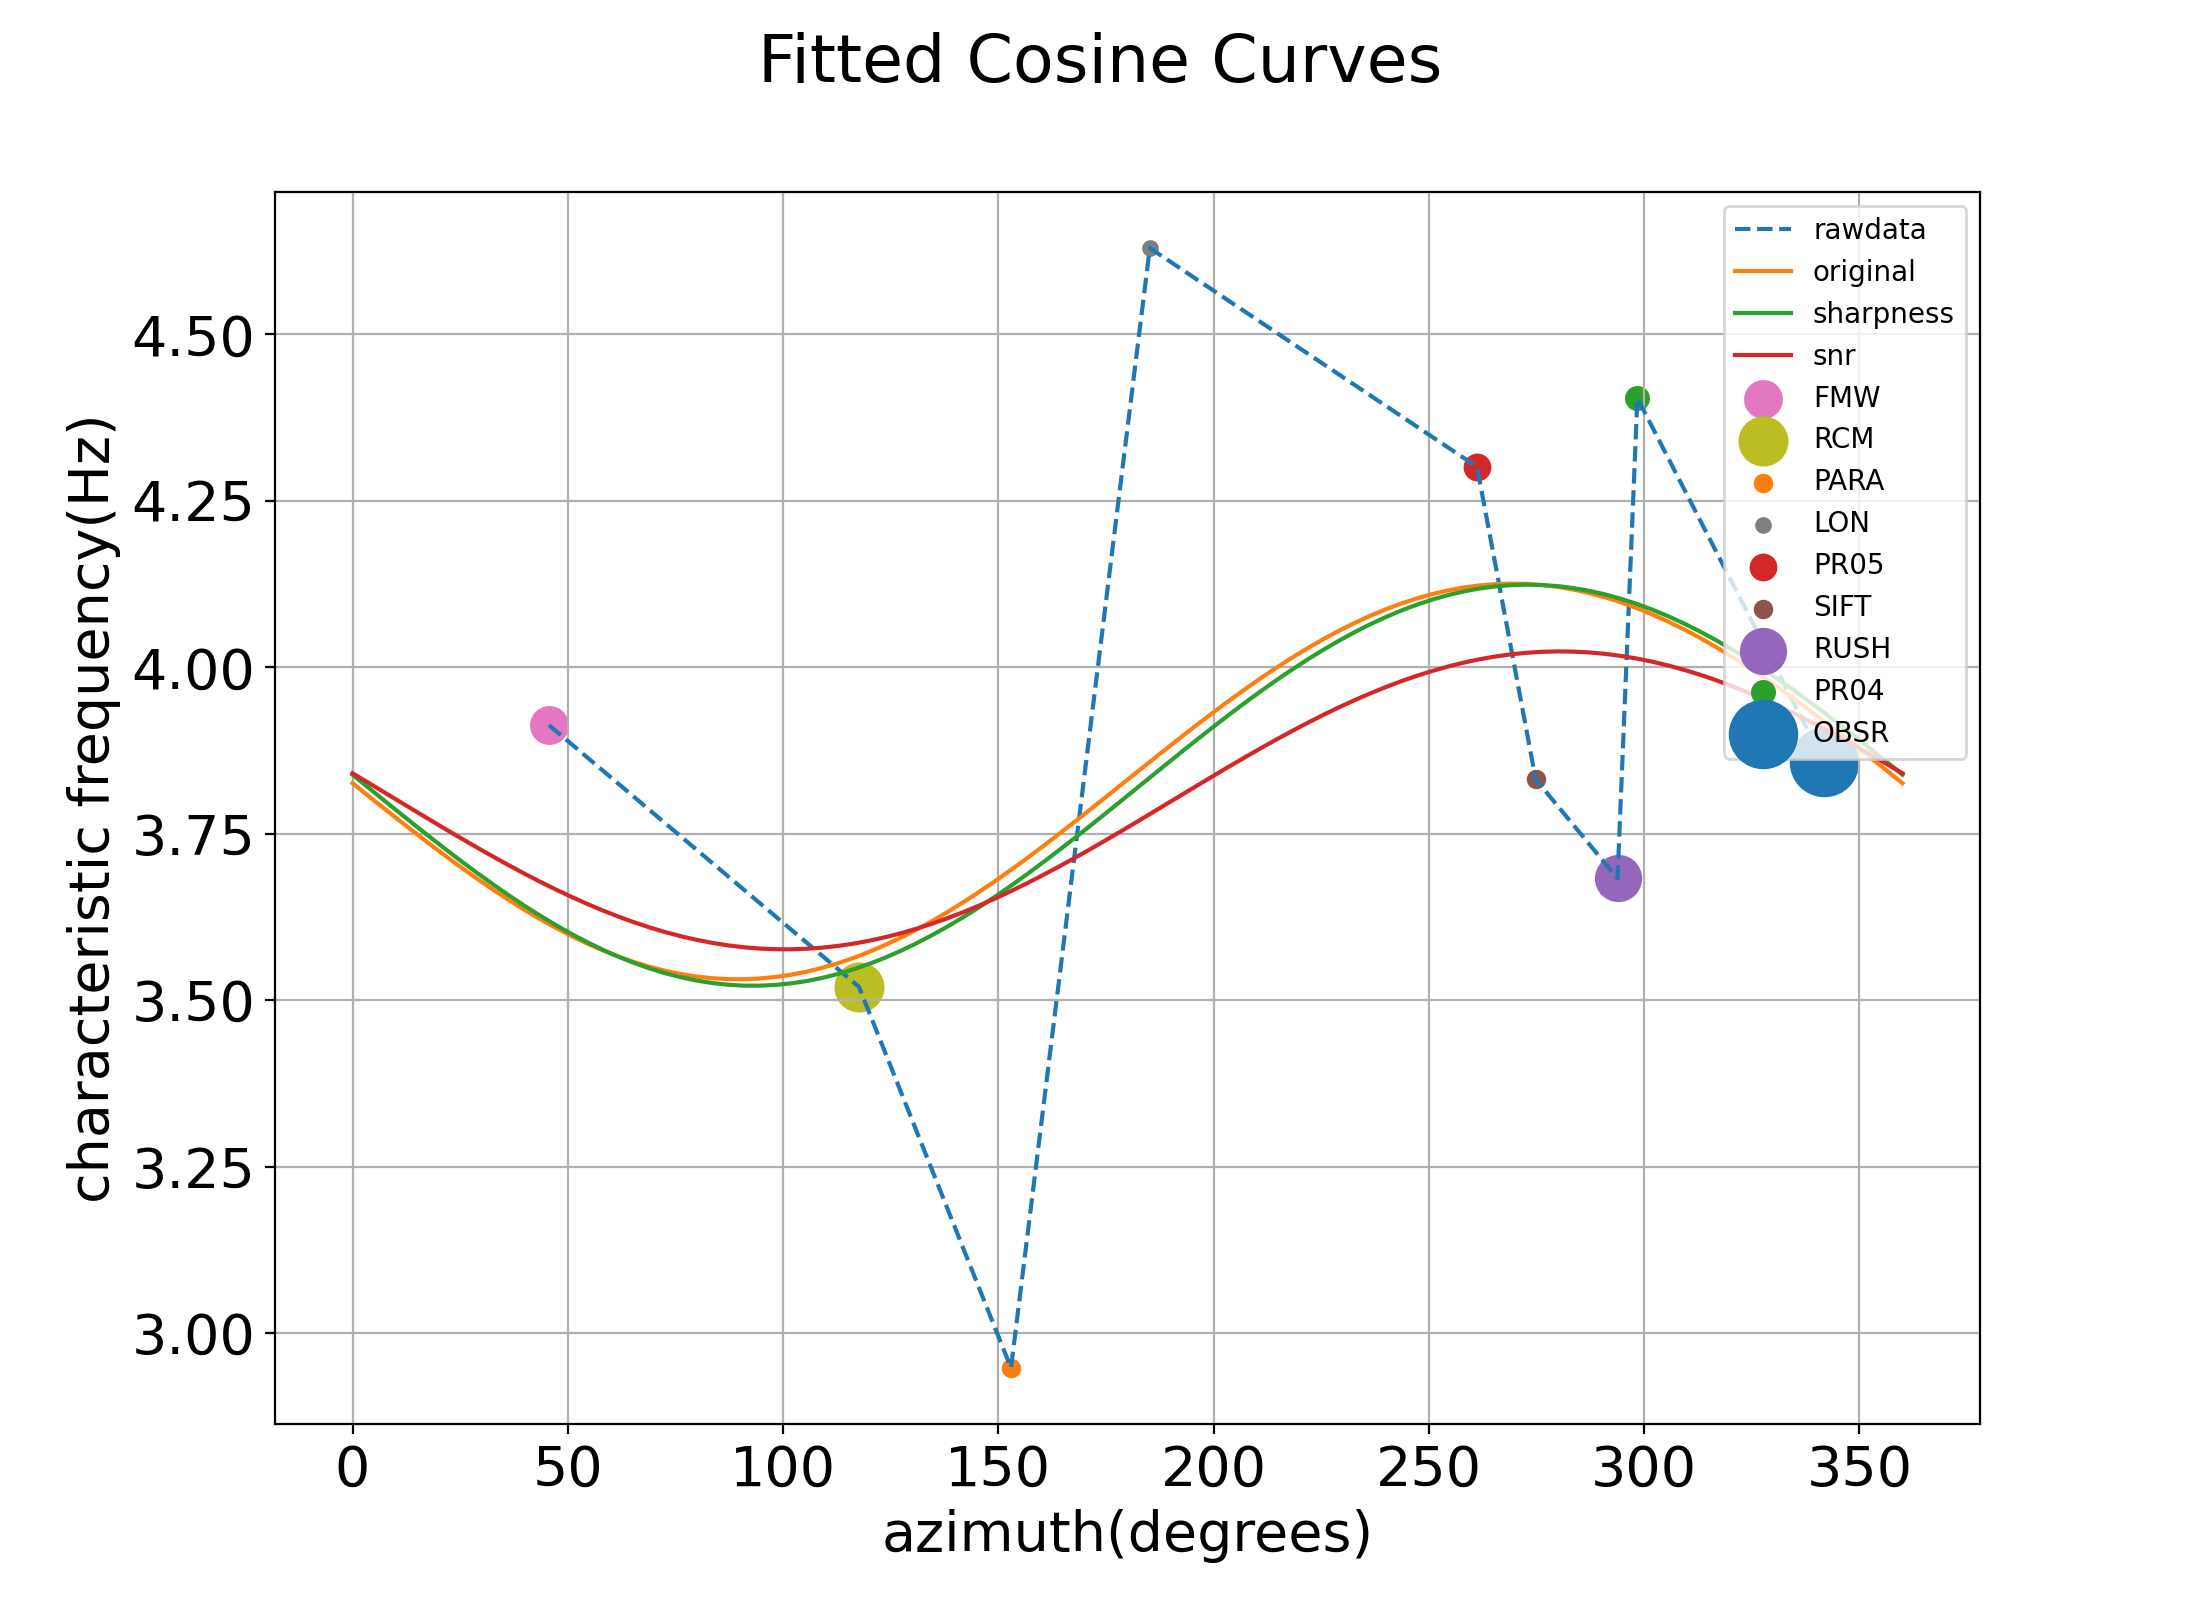 Fitted Cosine Curves
characteristic frequency(Hz)
4.50
4.25
4.00
3.75
3.50
3.25
3.00
rawdata
original
sharpness
snr
FMW
RCM
PARA
LON
PR05
SIFT
RUSH
PR04
OBSR
0 50 100 150 200 250 300 350
azimuth(degrees)